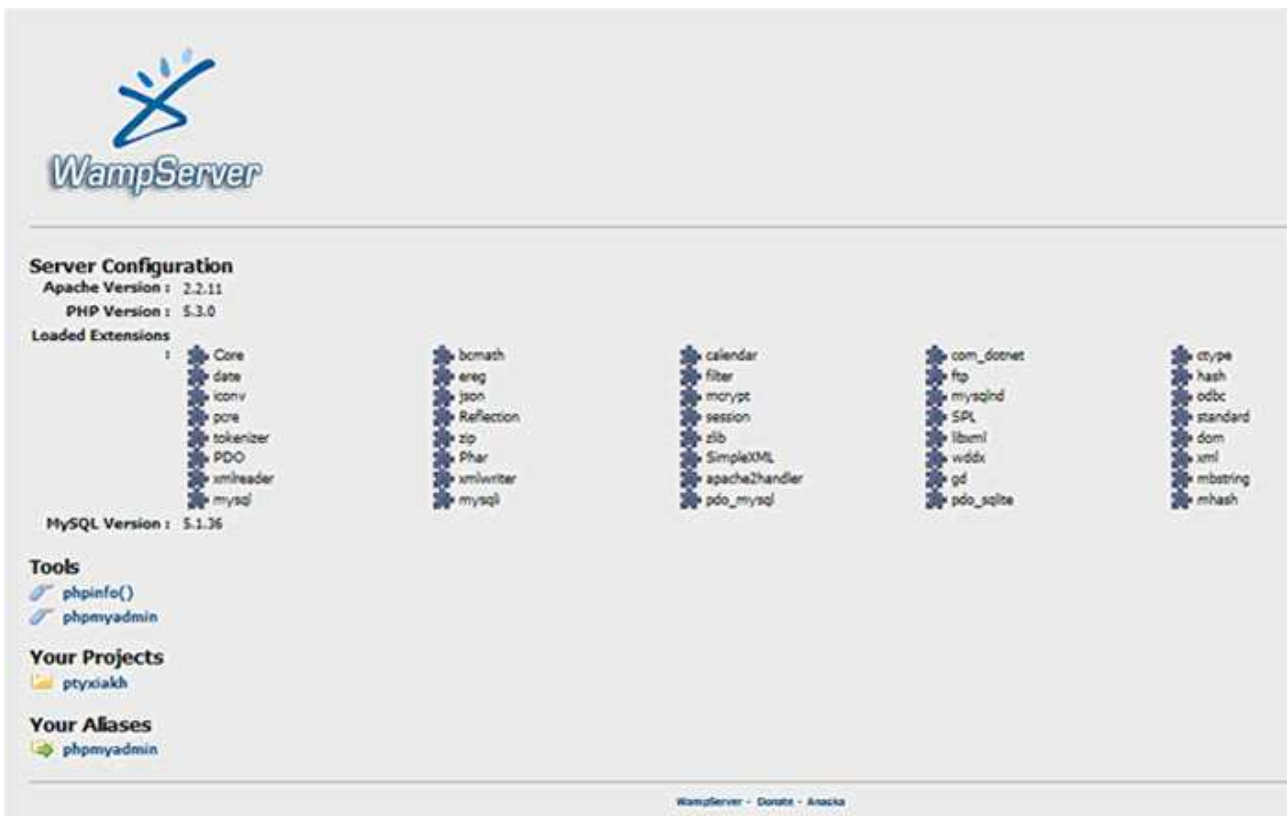 WampServer
Server Configuration
Apache Version : 2.2.11
PHP Version : 5.3.0
Loaded Extensions
: Core bcmath calendar com_dotnet ctype
date ereg filter ftp hash
iconv json mcrypt mysqlnd odbc
pcre Reflection session SPL standard
tokenizer zip zlib libxml dom
PDO Phar SimpleXML wddx xml
xmlreader xmlwriter apache2handler gd mbstring
mysql mysqli pdo_mysql pdo_sqlite mhash
MySQL Version : 5.1.36
Tools
phpinfo()
phpmyadmin
Your Projects
ptyxiakh
Your Aliases
phpmyadmin
WampServer - Donate - Anaska